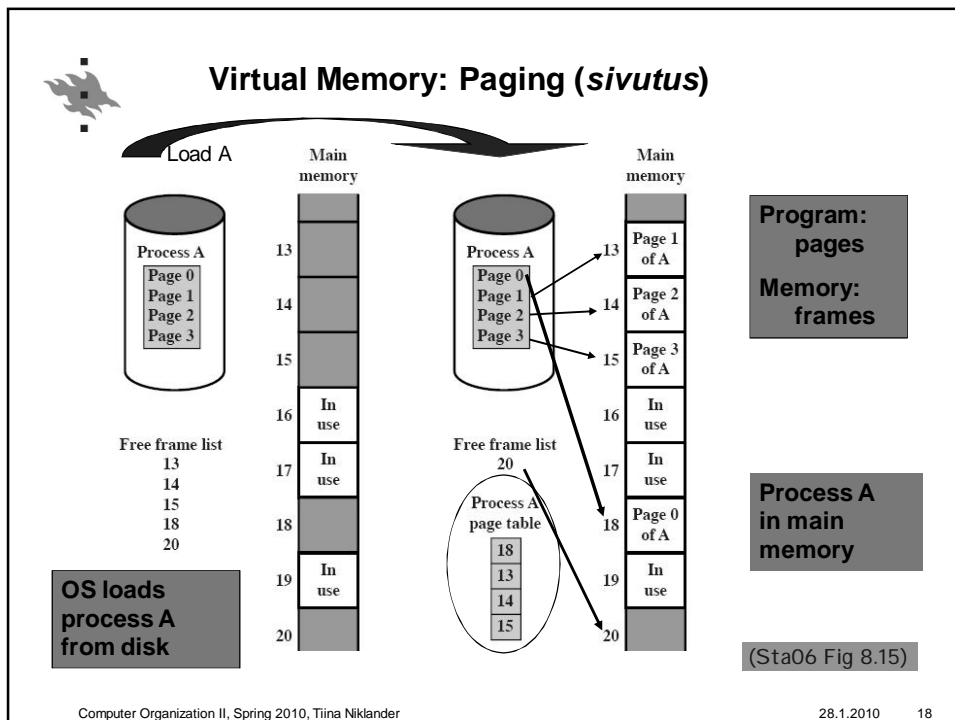 Virtual Memory: Paging (sivutus)
Load A
Main
memory
Process A
Page 0
Page 1
Page 2
Page 3
Free frame list
13
14
15
18
20
13
14
15
16
In
use
17
In
use
18
19
In
use
20
OS loads
process A
from disk
Process A
Page 0
Page 1
Page 2
Page 3
Free frame list
20
Process A
page table
18
13
14
15
Main
memory
13
Page 1
of A
14
Page 2
of A
15
Page 3
of A
16
In
use
17
In
use
18
Page 0
of A
19
In
use
20
Program:
pages
Memory:
frames
Process A
in main
memory
(Sta06 Fig 8.15)
Computer Organization II, Spring 2010, Tiina Niklander
28.1.2010
18